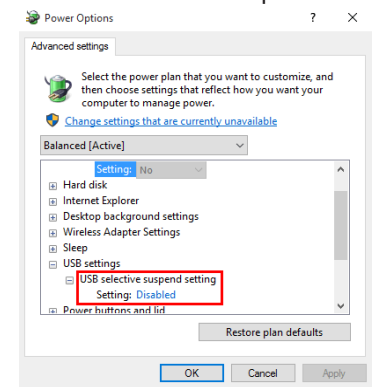 Power Options
?
Advanced settings
Select the power plan that you want to customize, and
then choose settings that reflect how you want your
computer to manage power.
Change settings that are currently unavailable
Balanced [Active]
Setting: No
Hard disk
Internet Explorer
Desktop background settings
Wireless Adapter Settings
Sleep
USB settings
USB selective suspend setting
Setting: Disabled
Power buttons and lid
Restore plan defaults
OK
Cancel
Apply